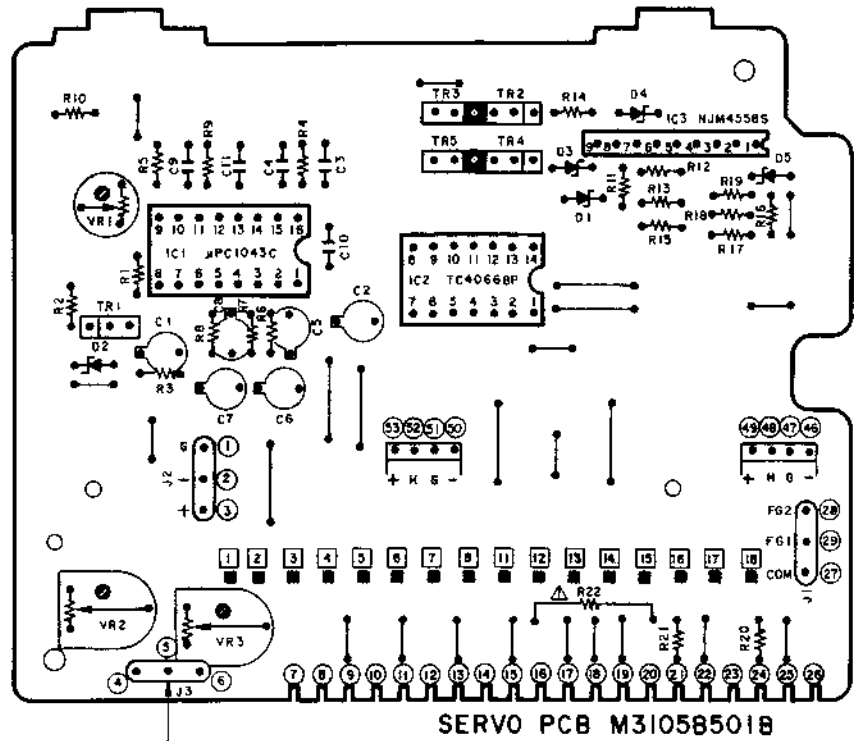 R10
TR3 TR2 R14 D4
IC3 NJM4558S
R5 C9 R9 C11 C4 R4 C3
TR5 TR4 D3
9 8 7 6 5 4 3 2 1
R11 R12 D5
VR1
D1 R13 R19
R18 R16
R15 R17
9 10 11 12 13 14 15 16
IC1 μPC1043C
8 7 6 5 4 3 2 1
C10
8 9 10 11 12 13 14
IC2 TC4066BP
7 6 5 4 3 2 1
R1
R2 TR1 C1 R8 C8 R7 R6 C5 C2
D2
R3
C7 C6
53 52 51 50
+ H G -
49 48 47 46
+ H G -
J2
G 1
- 2
+ 3
FG2 28
FG1 29
COM 27
J1
1 2 3 4 5 6 7 8 11 12 13 14 15 16 17 18
⚠ R22
VR2 VR3
R21 R20
4 5 6
J3
7 8 9 10 11 12 13 14 15 16 17 18 19 20 21 22 23 24 25 26
SERVO PCB M3105B501B